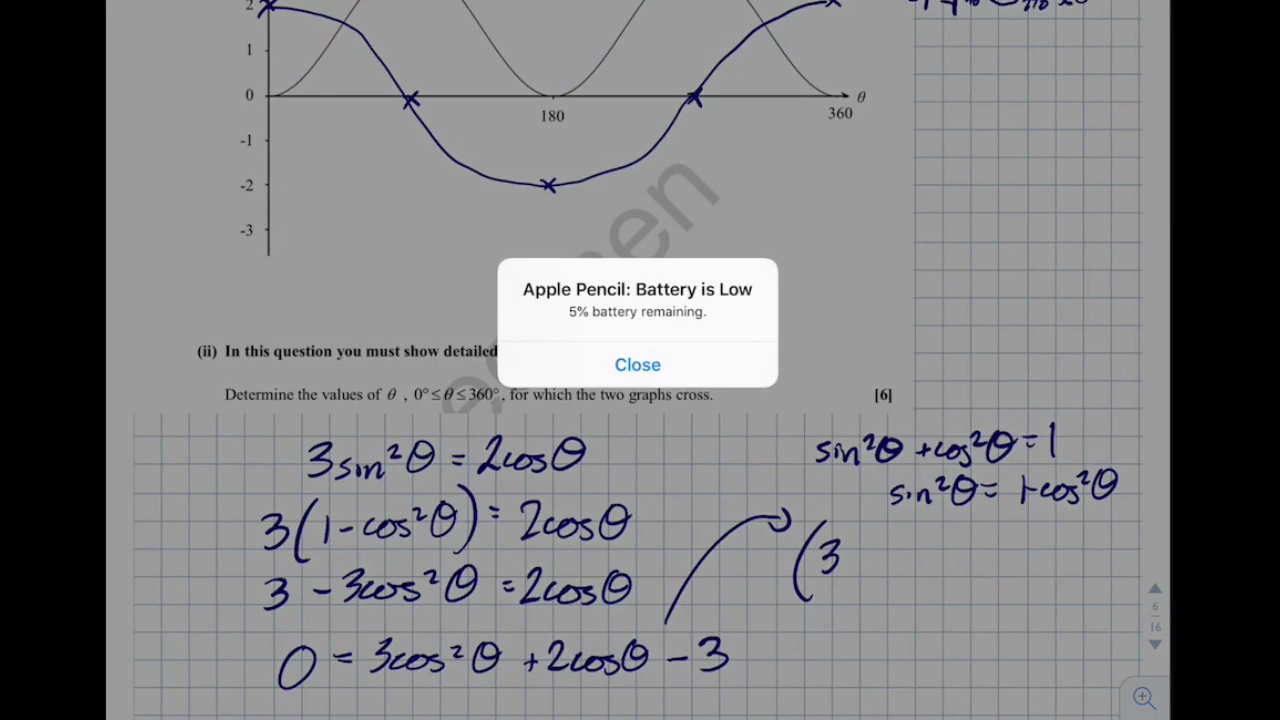 2
1
0
θ
180
360
-1
-2
-3
Apple Pencil: Battery is Low
5% battery remaining.
Close
(ii) In this question you must show detailed
Determine the values of θ , 0° ≤ θ ≤ 360° , for which the two graphs cross.
[6]
3sin²θ = 2cosθ
3(1-cos²θ) = 2cosθ
3 - 3cos²θ = 2cosθ
0 = 3cos²θ + 2cosθ - 3
sin²θ + cos²θ = 1
sin²θ = 1-cos²θ
(3
6
16